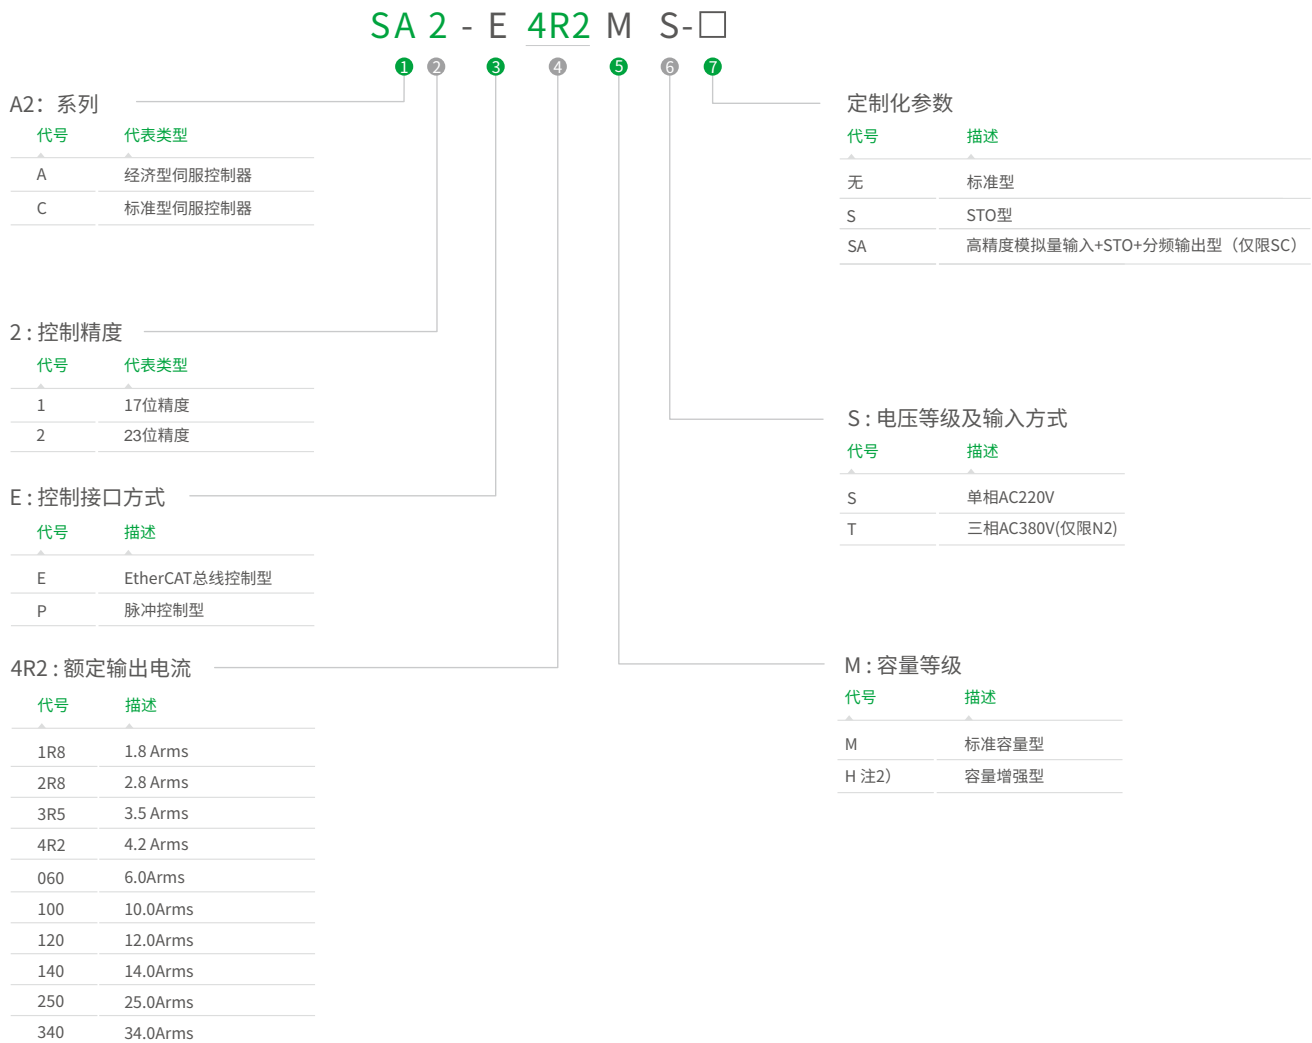 SA 2 - E 4R2 M S-□
1 2 3 4 5 6 7
A2：系列
代号 代表类型
A 经济型伺服控制器
C 标准型伺服控制器
2 : 控制精度
代号 代表类型
1 17位精度
2 23位精度
E : 控制接口方式
代号 描述
E EtherCAT总线控制型
P 脉冲控制型
4R2 : 额定输出电流
代号 描述
1R8 1.8 Arms
2R8 2.8 Arms
3R5 3.5 Arms
4R2 4.2 Arms
060 6.0Arms
100 10.0Arms
120 12.0Arms
140 14.0Arms
250 25.0Arms
340 34.0Arms
定制化参数
代号 描述
无 标准型
S STO型
SA 高精度模拟量输入+STO+分频输出型（仅限SC）
S : 电压等级及输入方式
代号 描述
S 单相AC220V
T 三相AC380V(仅限N2)
M : 容量等级
代号 描述
M 标准容量型
H 注2） 容量增强型